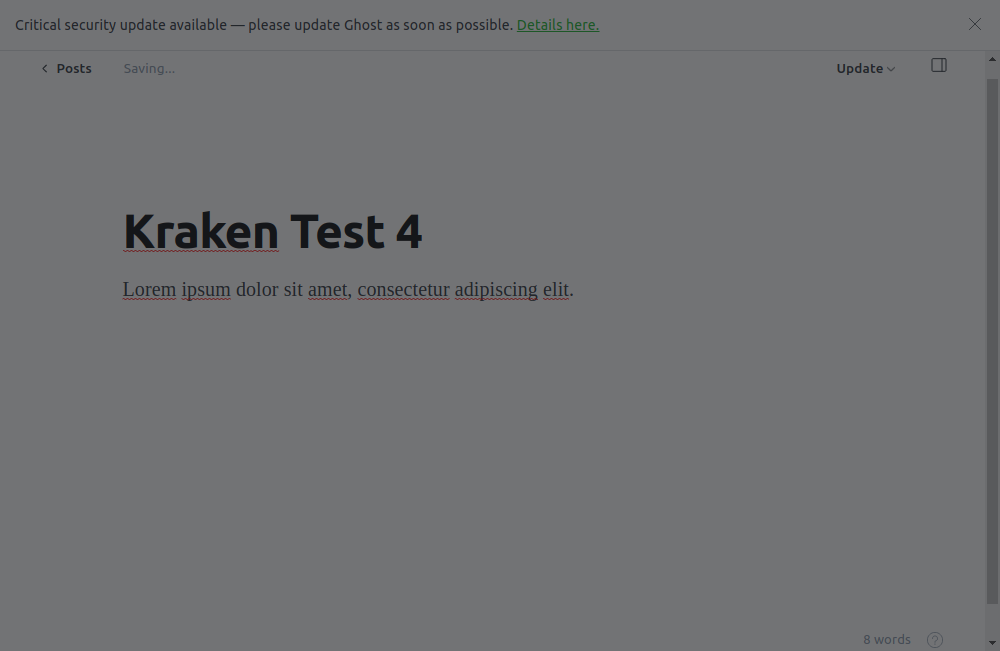 Critical security update available — please update Ghost as soon as possible. Details here.
Posts Saving... Update
Kraken Test 4
Lorem ipsum dolor sit amet, consectetur adipiscing elit.
8 words ?